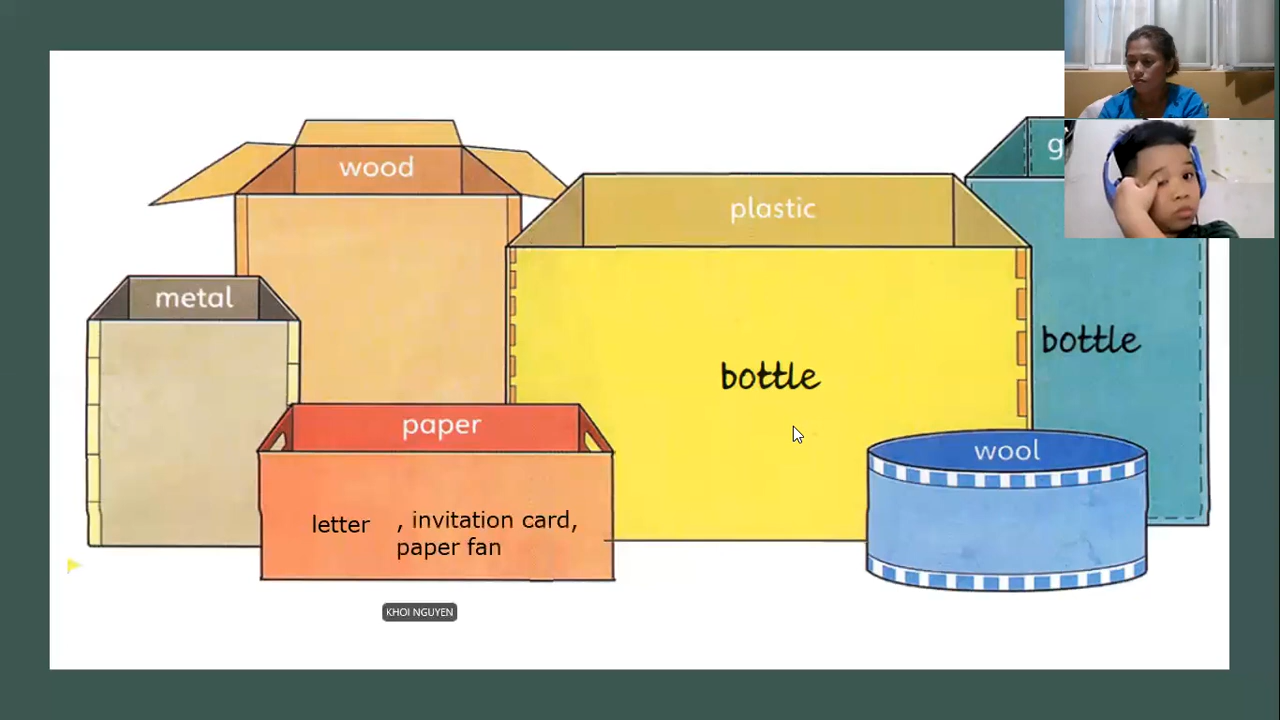 wood
plastic
g
metal
bottle
bottle
paper
wool
letter , invitation card,
paper fan
KHOI NGUYEN